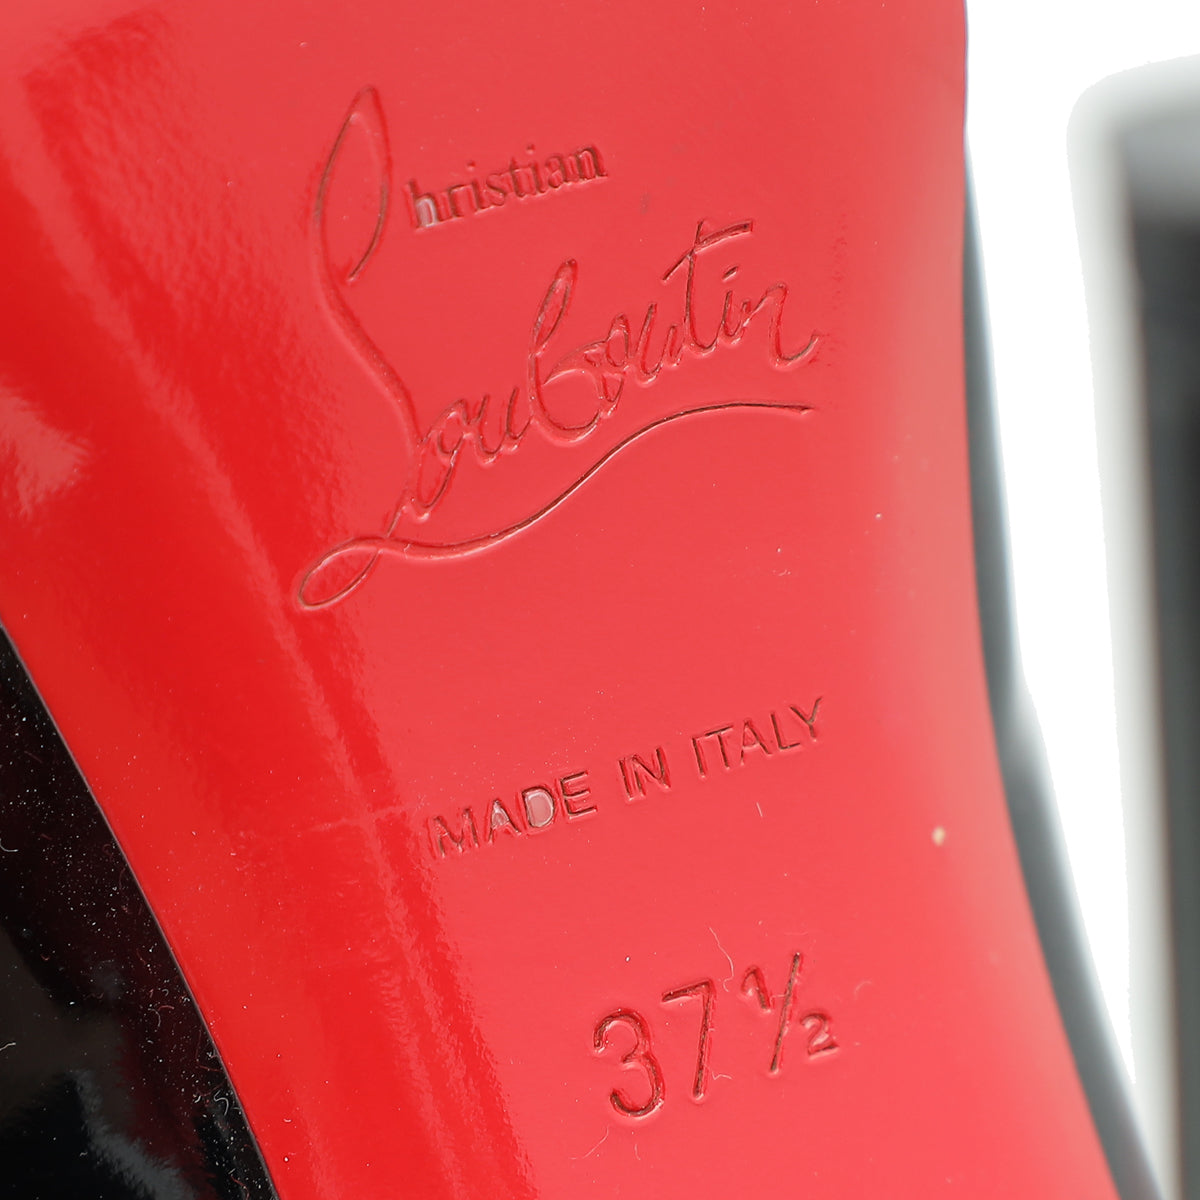 Christian
Louboutin
MADE IN ITALY
37½